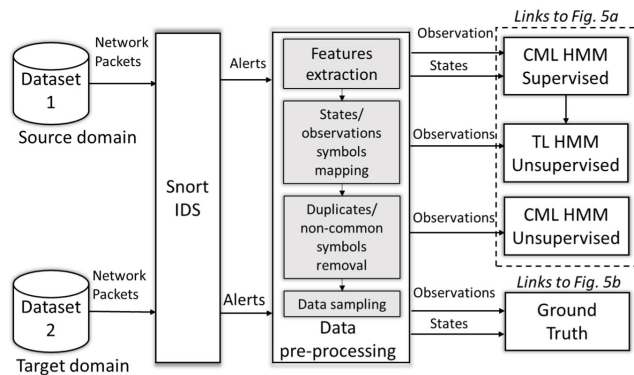 Links to Fig. 5a
Network
Packets
Dataset
1
Source domain
Snort
IDS
Alerts
Features
extraction
States/
observations
symbols
mapping
Duplicates/
non-common
symbols
removal
Data sampling
Data
pre-processing
Observation
States
CML HMM
Supervised
Observations
TL HMM
Unsupervised
Observations
CML HMM
Unsupervised
Links to Fig. 5b
Network
Packets
Dataset
2
Target domain
Alerts
Observations
States
Ground
Truth